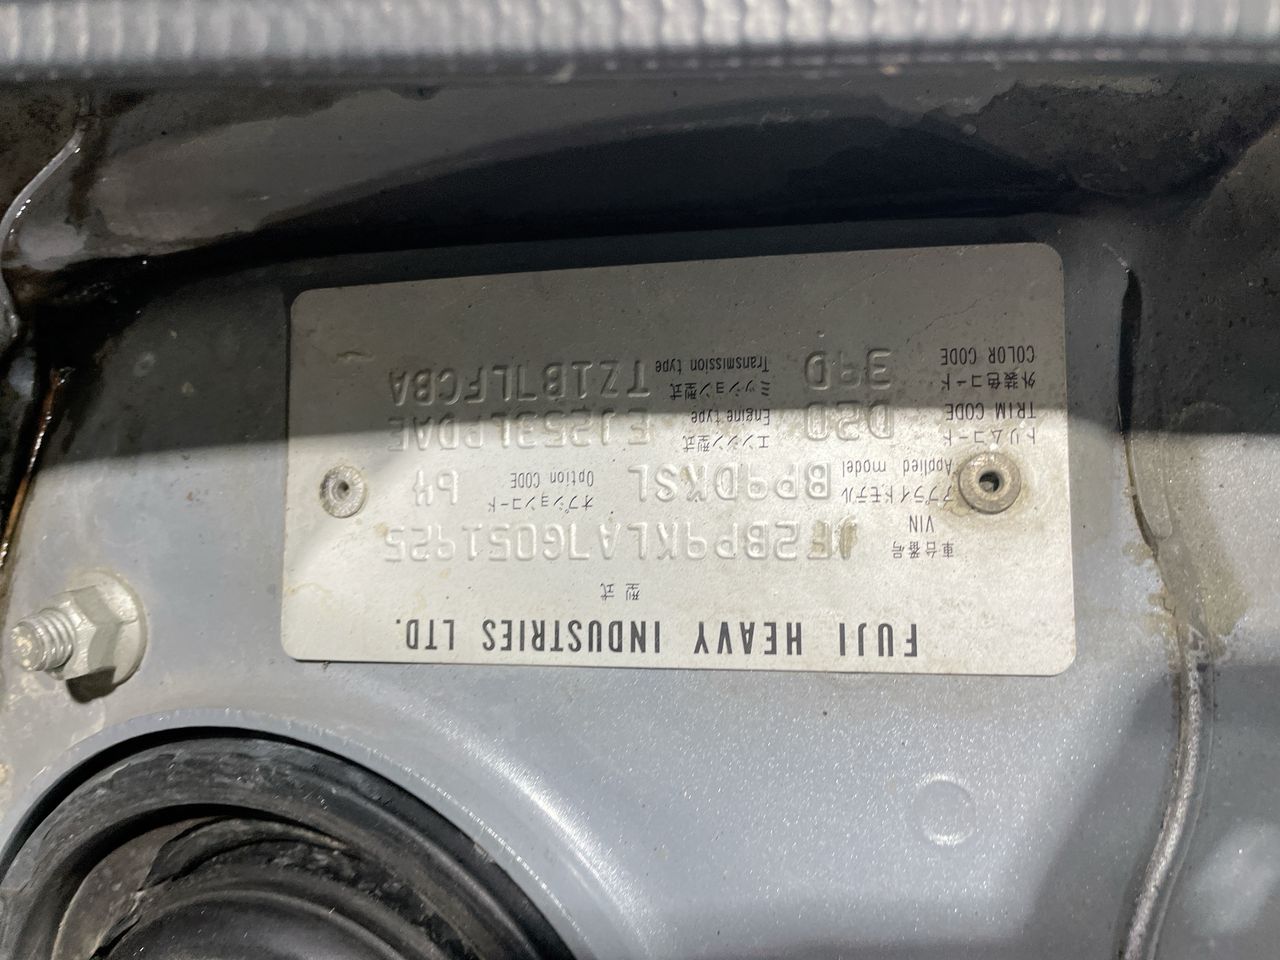 FUJI HEAVY INDUSTRIES LTD.
型 式
車台番号
VIN JF2BP9KLA7G051925
アプライドモデル オプションコード
Applied model BP9DKSL Option CODE 64
トリムコード エンジン型式
TRIM CODE D20 Engine type EJ253LPDAE
外装色コード ミッション型式
COLOR CODE 39D Transmission type TZ1B7LFCBA